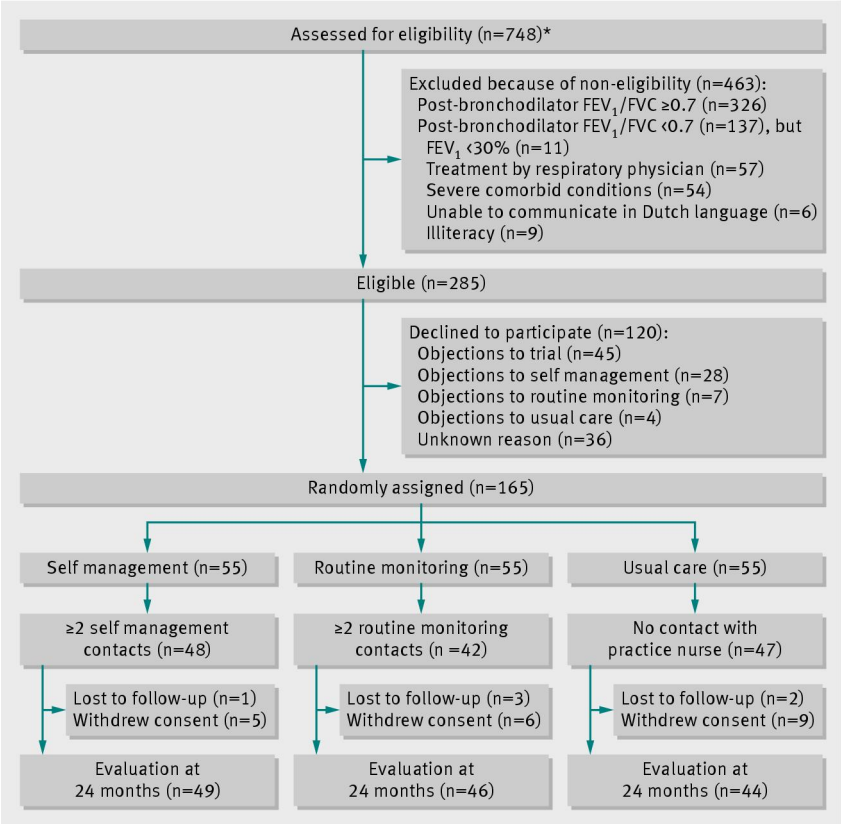 Assessed for eligibility (n=748)*
Excluded because of non-eligibility (n=463):
Post-bronchodilator FEV₁/FVC ≥0.7 (n=326)
Post-bronchodilator FEV₁/FVC <0.7 (n=137), but
FEV₁ <30% (n=11)
Treatment by respiratory physician (n=57)
Severe comorbid conditions (n=54)
Unable to communicate in Dutch language (n=6)
Illiteracy (n=9)
Eligible (n=285)
Declined to participate (n=120):
Objections to trial (n=45)
Objections to self management (n=28)
Objections to routine monitoring (n=7)
Objections to usual care (n=4)
Unknown reason (n=36)
Randomly assigned (n=165)
Self management (n=55)
Routine monitoring (n=55)
Usual care (n=55)
≥2 self management
contacts (n=48)
≥2 routine monitoring
contacts (n =42)
No contact with
practice nurse (n=47)
Lost to follow-up (n=1)
Withdrew consent (n=5)
Lost to follow-up (n=3)
Withdrew consent (n=6)
Lost to follow-up (n=2)
Withdrew consent (n=9)
Evaluation at
24 months (n=49)
Evaluation at
24 months (n=46)
Evaluation at
24 months (n=44)